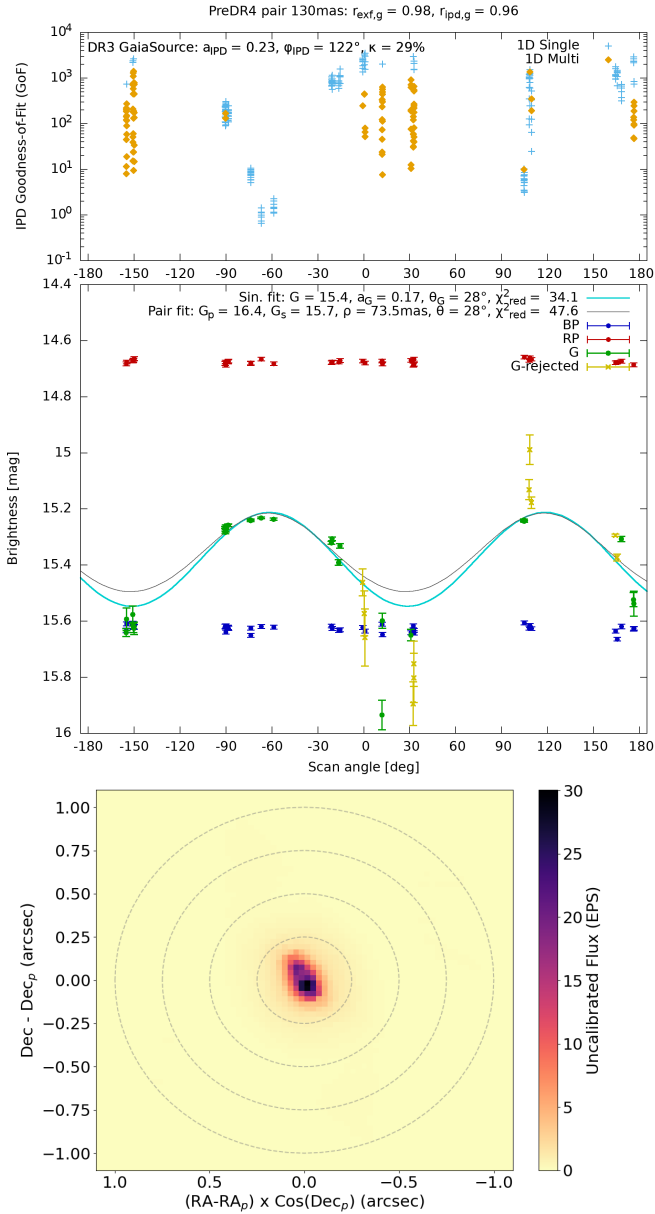 PreDR4 pair 130mas: r_exf,g = 0.98, r_ipd,g = 0.96
DR3 GaiaSource: a_IPD = 0.23, φ_IPD = 122°, κ = 29%
1D Single
1D Multi
IPD Goodness-of-Fit (GoF)
10^4
10^3
10^2
10^1
10^0
10^-1
-180 -150 -120 -90 -60 -30 0 30 60 90 120 150 180
Sin. fit: G = 15.4, a_G = 0.17, θ_G = 28°, χ²_red = 34.1
Pair fit: G_p = 16.4, G_s = 15.7, ρ = 73.5mas, θ = 28°, χ²_red = 47.6
BP
RP
G
G-rejected
Brightness [mag]
14.4
14.6
14.8
15
15.2
15.4
15.6
15.8
16
-180 -150 -120 -90 -60 -30 0 30 60 90 120 150 180
Scan angle [deg]
Dec - Dec_p (arcsec)
1.00
0.75
0.50
0.25
0.00
−0.25
−0.50
−0.75
−1.00
1.0 0.5 0.0 −0.5 −1.0
(RA-RA_p) x Cos(Dec_p) (arcsec)
30
25
20
15
10
5
0
Uncalibrated Flux (EPS)